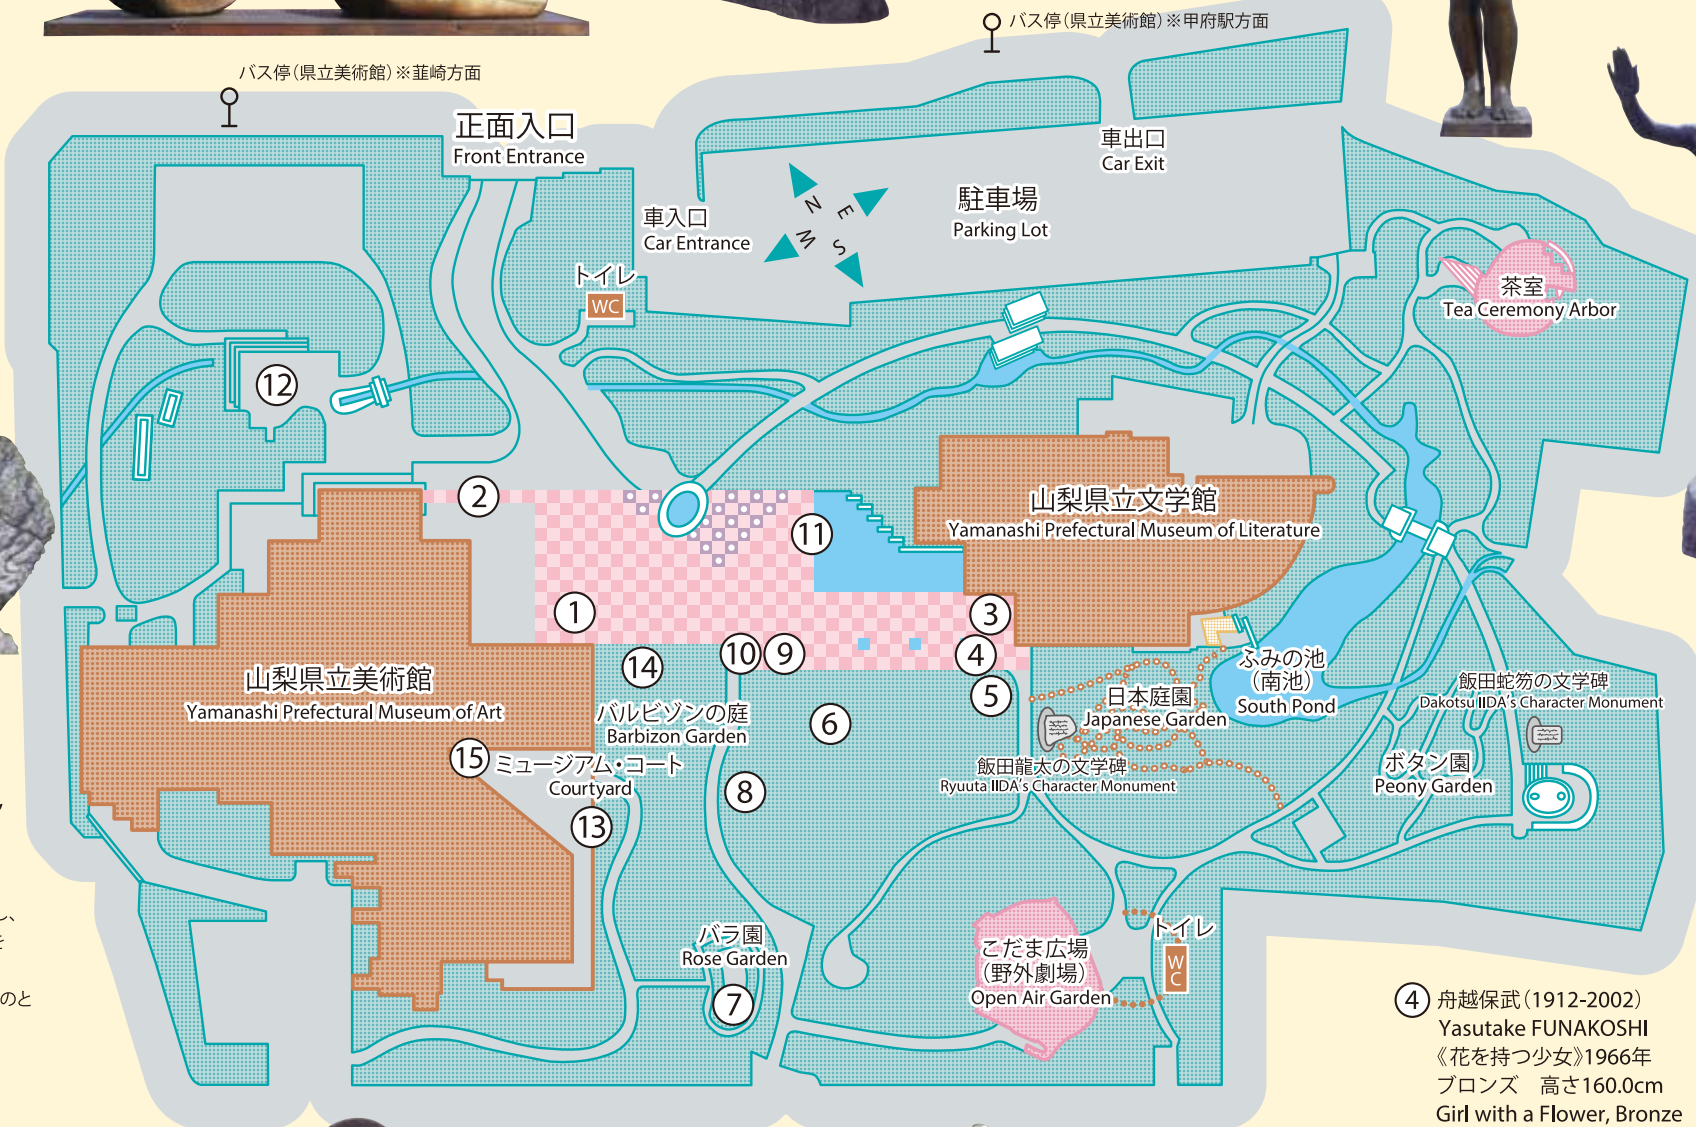 バス停(県立美術館)※甲府駅方面
バス停(県立美術館)※韮崎方面
正面入口
Front Entrance
車出口
Car Exit
駐車場
Parking Lot
車入口
Car Entrance
N
E
W
S
トイレ
WC
茶室
Tea Ceremony Arbor
⑫
②
⑪
山梨県立文学館
Yamanashi Prefectural Museum of Literature
①
③
⑭
⑩
⑨
④
⑤
⑥
山梨県立美術館
Yamanashi Prefectural Museum of Art
バルビゾンの庭
Barbizon Garden
日本庭園
Japanese Garden
ふみの池
(南池)
South Pond
飯田蛇笏の文学碑
Dakotsu IIDA's Character Monument
⑮
ミュージアム・コート
Courtyard
飯田龍太の文学碑
Ryuuta IIDA's Character Monument
ボタン園
Peony Garden
⑧
⑬
バラ園
Rose Garden
⑦
こだま広場
(野外劇場)
Open Air Garden
トイレ
WC
し、
を
のと
④ 舟越保武(1912-2002)
Yasutake FUNAKOSHI
《花を持つ少女》1966年
ブロンズ　高さ160.0cm
Girl with a Flower, Bronze